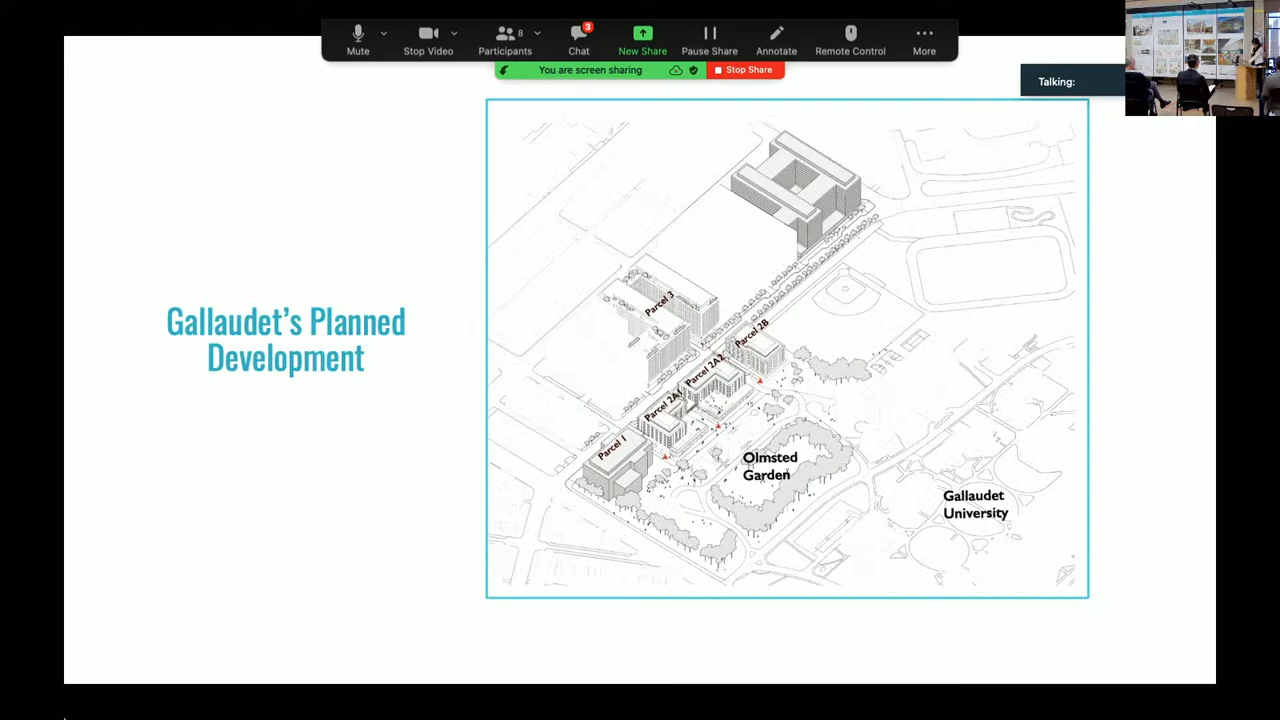 Mute
Stop Video
Participants
8
Chat
3
New Share
Pause Share
Annotate
Remote Control
More
You are screen sharing
Stop Share
Talking:
Gallaudet's Planned
Development
Parcel 3
Parcel 2B
Parcel 2A2
Parcel 2A1
Parcel 1
Olmsted
Garden
Gallaudet
University